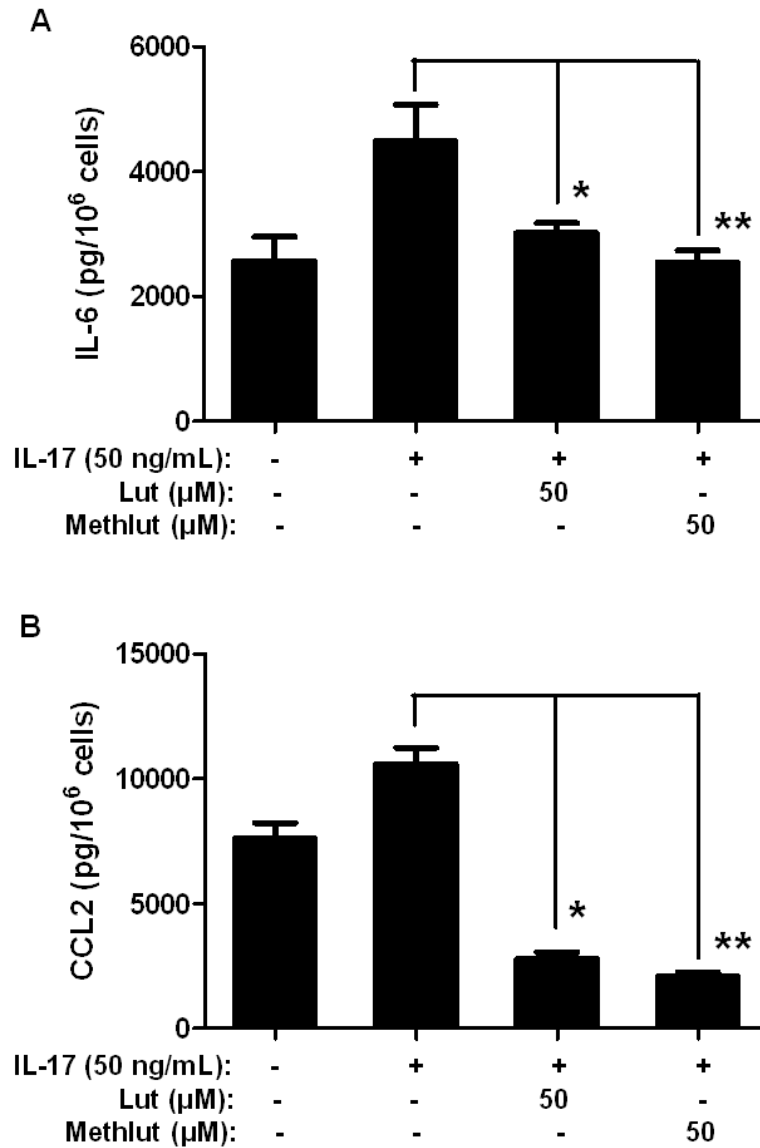 A
6000
4000
2000
0
IL-6 (pg/10⁶ cells)
* **
IL-17 (50 ng/mL): - + + +
Lut (µM): - - 50 -
Methlut (µM): - - - 50
B
15000
10000
5000
0
CCL2 (pg/10⁶ cells)
* **
IL-17 (50 ng/mL): - + + +
Lut (µM): - - 50 -
Methlut (µM): - - - 50